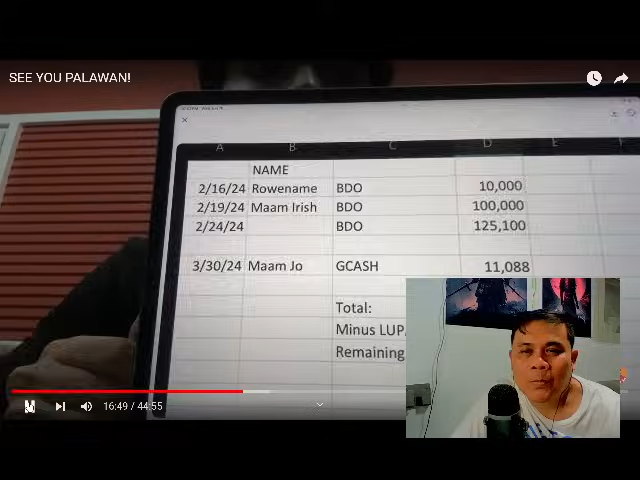 SEE YOU PALAWAN!
A B C D E F
NAME
2/16/24 Rowename BDO 10,000
2/19/24 Maam Irish BDO 100,000
2/24/24 BDO 125,100
3/30/24 Maam Jo GCASH 11,088
Total:
Minus LUP
Remaining
16:49 / 44:55